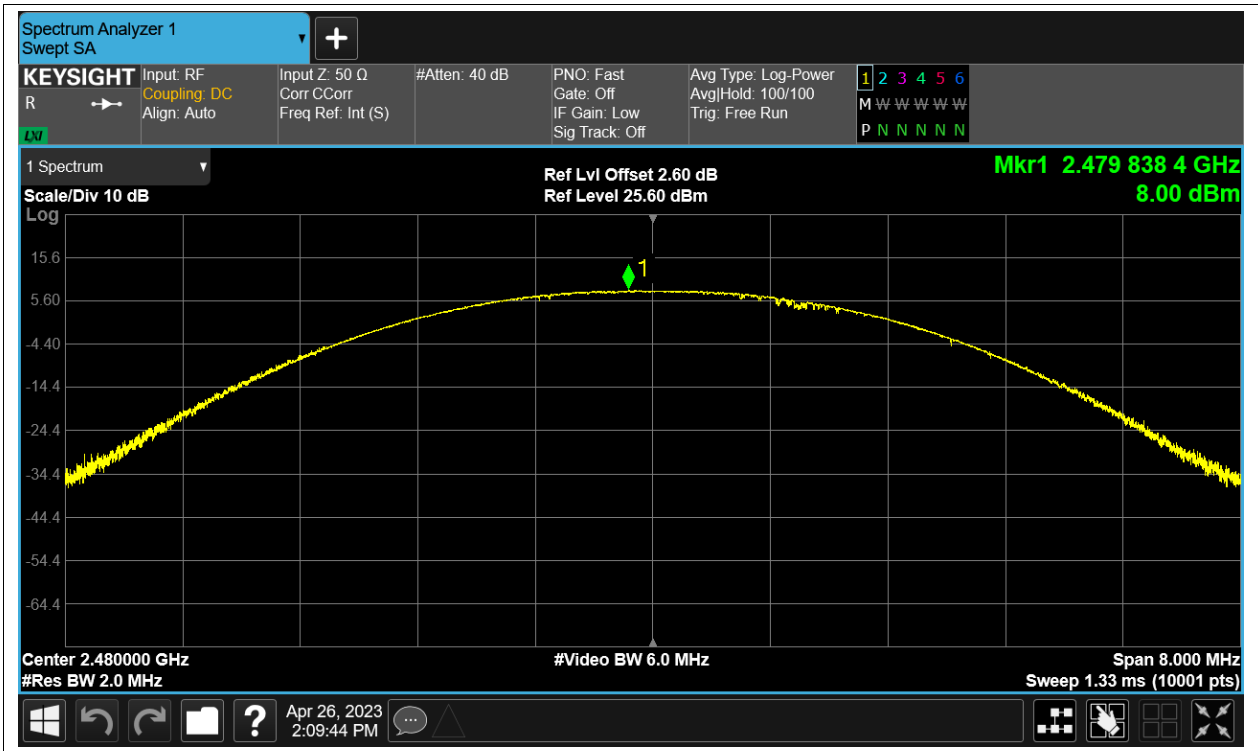 Spectrum Analyzer 1
Swept SA
KEYSIGHT
R
LXI
Input: RF
Coupling: DC
Align: Auto
Input Z: 50 Ω
Corr CCorr
Freq Ref: Int (S)
#Atten: 40 dB
PNO: Fast
Gate: Off
IF Gain: Low
Sig Track: Off
Avg Type: Log-Power
Avg|Hold: 100/100
Trig: Free Run
1 2 3 4 5 6
M W W W W W
P N N N N N
1 Spectrum
Scale/Div 10 dB
Log
Ref Lvl Offset 2.60 dB
Ref Level 25.60 dBm
Mkr1 2.479 838 4 GHz
8.00 dBm
1
15.6
5.60
-4.40
-14.4
-24.4
-34.4
-44.4
-54.4
-64.4
Center 2.480000 GHz
#Res BW 2.0 MHz
#Video BW 6.0 MHz
Span 8.000 MHz
Sweep 1.33 ms (10001 pts)
?
Apr 26, 2023
2:09:44 PM